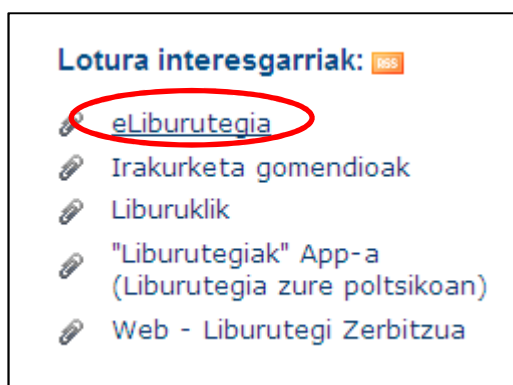 Lotura interesgarriak: RSS
eLiburutegia
Irakurketa gomendioak
Liburuklik
"Liburutegiak" App-a
(Liburutegia zure poltsikoan)
Web - Liburutegi Zerbitzua